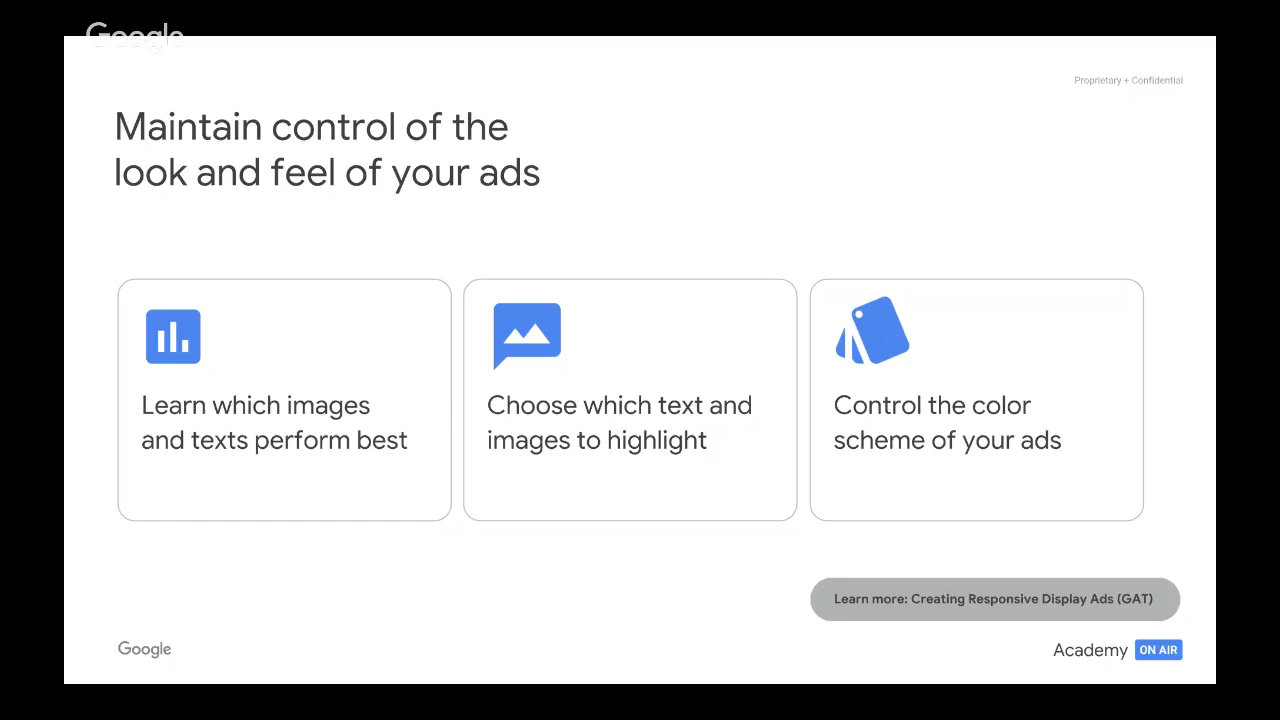 Google
Proprietary + Confidential
Maintain control of the
look and feel of your ads
Learn which images
and texts perform best
Choose which text and
images to highlight
Control the color
scheme of your ads
Learn more: Creating Responsive Display Ads (GAT)
Google
Academy ON AIR